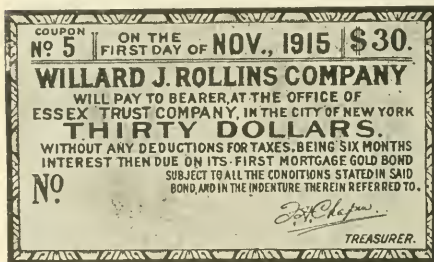 COUPON
Nº 5
ON THE
FIRST DAY OF NOV., 1915 $30.
WILLARD J. ROLLINS COMPANY
WILL PAY TO BEARER, AT THE OFFICE OF
ESSEX TRUST COMPANY, IN THE CITY OF NEW YORK
THIRTY DOLLARS.
WITHOUT ANY DEDUCTIONS FOR TAXES, BEING SIX MONTHS
INTEREST THEN DUE ON ITS FIRST MORTGAGE GOLD BOND
Nº
SUBJECT TO ALL THE CONDITIONS STATED IN SAID
BOND, AND IN THE INDENTURE THEREIN REFERRED TO.
TREASURER.